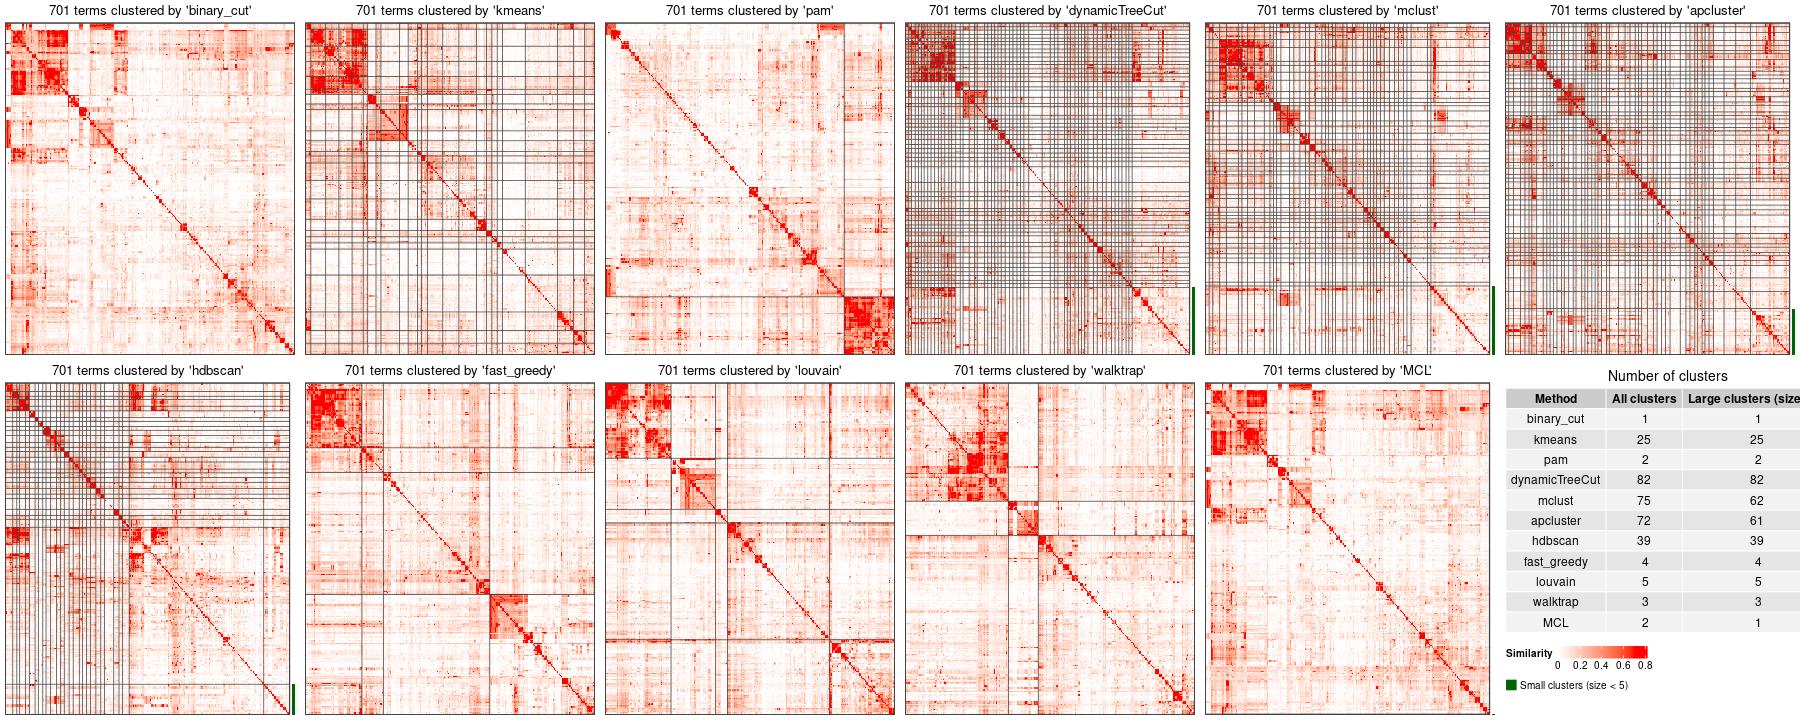 701 terms clustered by 'binary_cut'
701 terms clustered by 'kmeans'
701 terms clustered by 'pam'
701 terms clustered by 'dynamicTreeCut'
701 terms clustered by 'mclust'
701 terms clustered by 'apcluster'
701 terms clustered by 'hdbscan'
701 terms clustered by 'fast_greedy'
701 terms clustered by 'louvain'
701 terms clustered by 'walktrap'
701 terms clustered by 'MCL'
Number of clusters
Method All clusters Large clusters (size
binary_cut 1 1
kmeans 25 25
pam 2 2
dynamicTreeCut 82 82
mclust 75 62
apcluster 72 61
hdbscan 39 39
fast_greedy 4 4
louvain 5 5
walktrap 3 3
MCL 2 1
Similarity
0 0.2 0.4 0.6 0.8
Small clusters (size < 5)